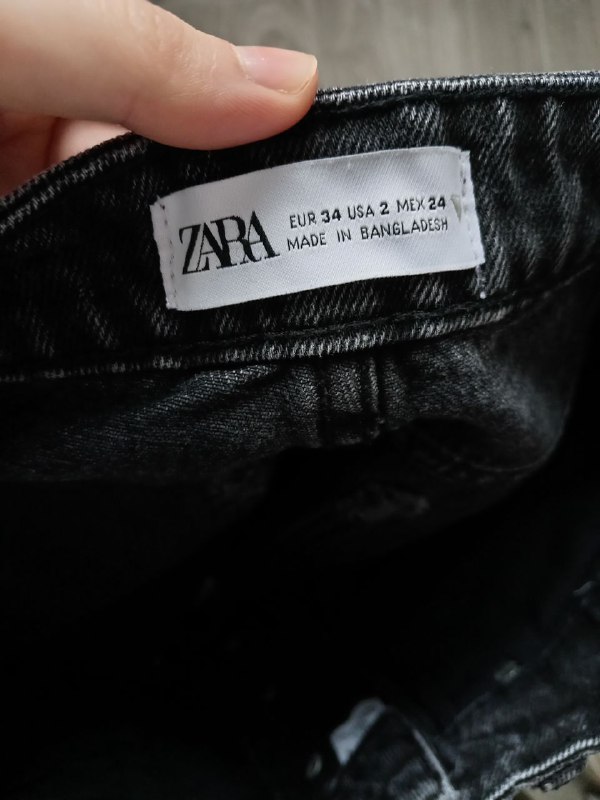 ZARA
EUR 34 USA 2 MEX 24
MADE IN BANGLADESH